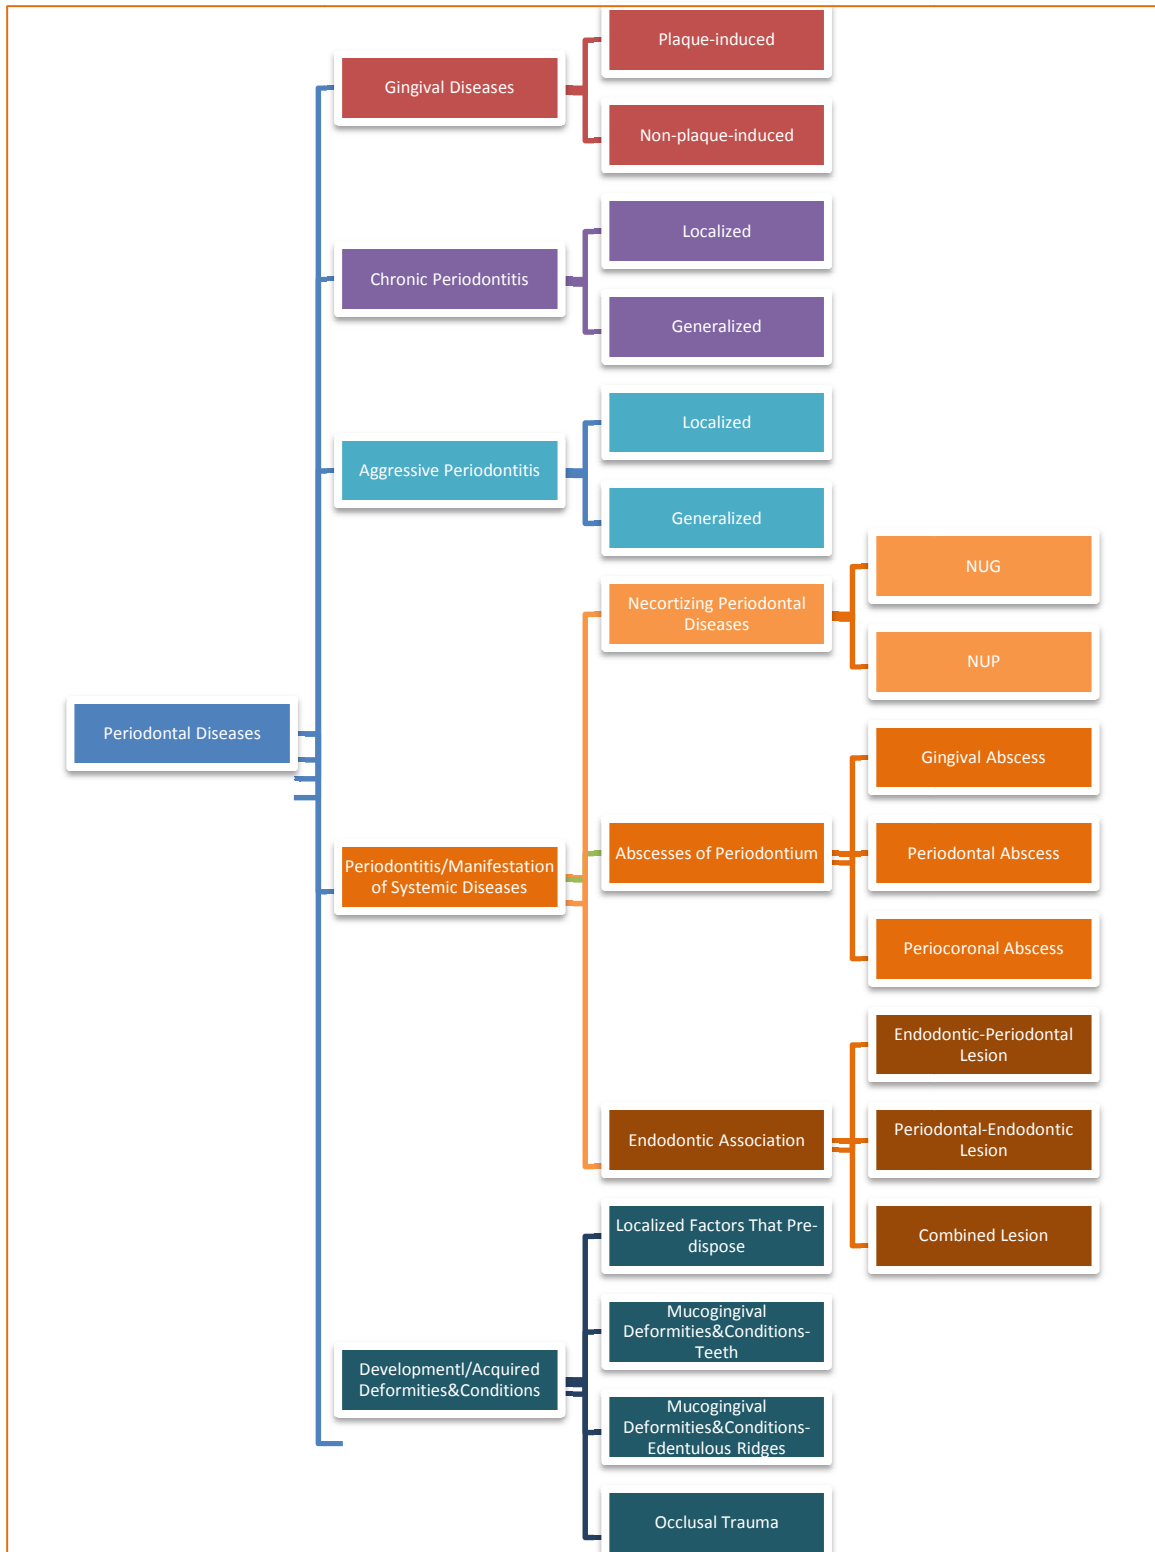 Plaque-induced
Gingival Diseases
Non-plaque-induced
Localized
Chronic Periodontitis
Generalized
Localized
Aggressive Periodontitis
Generalized
NUG
Necortizing Periodontal
Diseases
NUP
Periodontal Diseases
Gingival Abscess
Periodontitis/Manifestation
of Systemic Diseases
Abscesses of Periodontium
Periodontal Abscess
Periocoronal Abscess
Endodontic-Periodontal
Lesion
Endodontic Association
Periodontal-Endodontic
Lesion
Combined Lesion
Localized Factors That Pre-
dispose
Mucogingival
Deformities&Conditions-
Teeth
Developmentl/Acquired
Deformities&Conditions
Mucogingival
Deformities&Conditions-
Edentulous Ridges
Occlusal Trauma